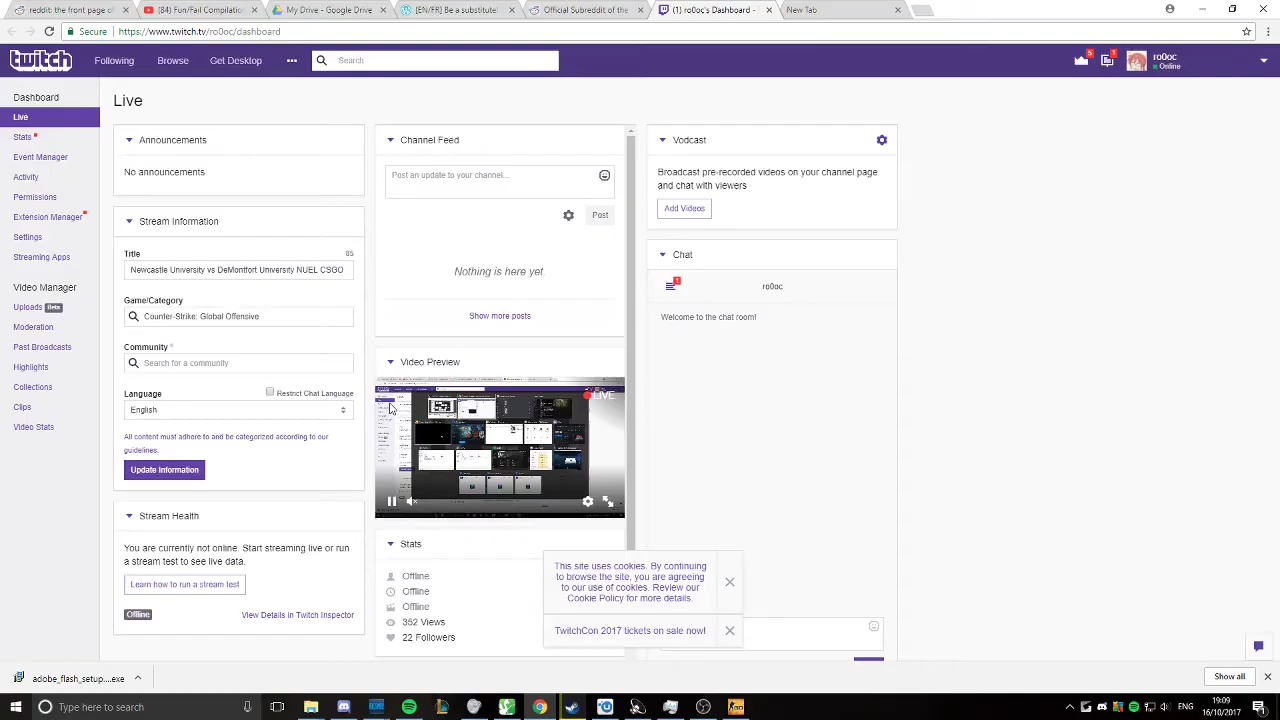 reddit: the front page of
[84] Fun/Fail Compilation
My Drive - Google Drive
[EN/FR] Be a substitute
Official Subreddit of the
(1) ro0oc's Dashboard -
New Tab
Secure
https://www.twitch.tv/ro0oc/dashboard
twitch
Following
Browse
Get Desktop
Search
5
1
ro0oc
Online
Dashboard
Live
Stats
Event Manager
Activity
Permissions
Extension Manager
Settings
Streaming Apps
Video Manager
Uploads Beta
Moderation
Past Broadcasts
Highlights
Collections
Clips
Video Stats
Live
Announcements
No announcements
Stream Information
Title 85
Newcastle University vs DeMontfort University NUEL CSGO
Game/Category
Counter-Strike: Global Offensive
Community *
Search for a community
Language Restrict Chat Language
English
All content must adhere to and be categorized according to our
guidelines.
Update Information
Stream Health
You are currently not online. Start streaming live or run
a stream test to see live data.
Learn how to run a stream test
Offline View Details in Twitch Inspector
Channel Feed
Post an update to your channel...
Post
Nothing is here yet.
Show more posts
Video Preview
LIVE
Stats
Offline
Offline
Offline
352 Views
22 Followers
Vodcast
Broadcast pre-recorded videos on your channel page
and chat with viewers
Add Videos
Chat
1
ro0oc
Welcome to the chat room!
This site uses cookies. By continuing
to browse the site, you are agreeing
to our use of cookies. Review our
Cookie Policy for more details.
TwitchCon 2017 tickets on sale now!
adobe_flash_setup....exe
Show all
Type here to search
ENG
19:09
16/10/2017